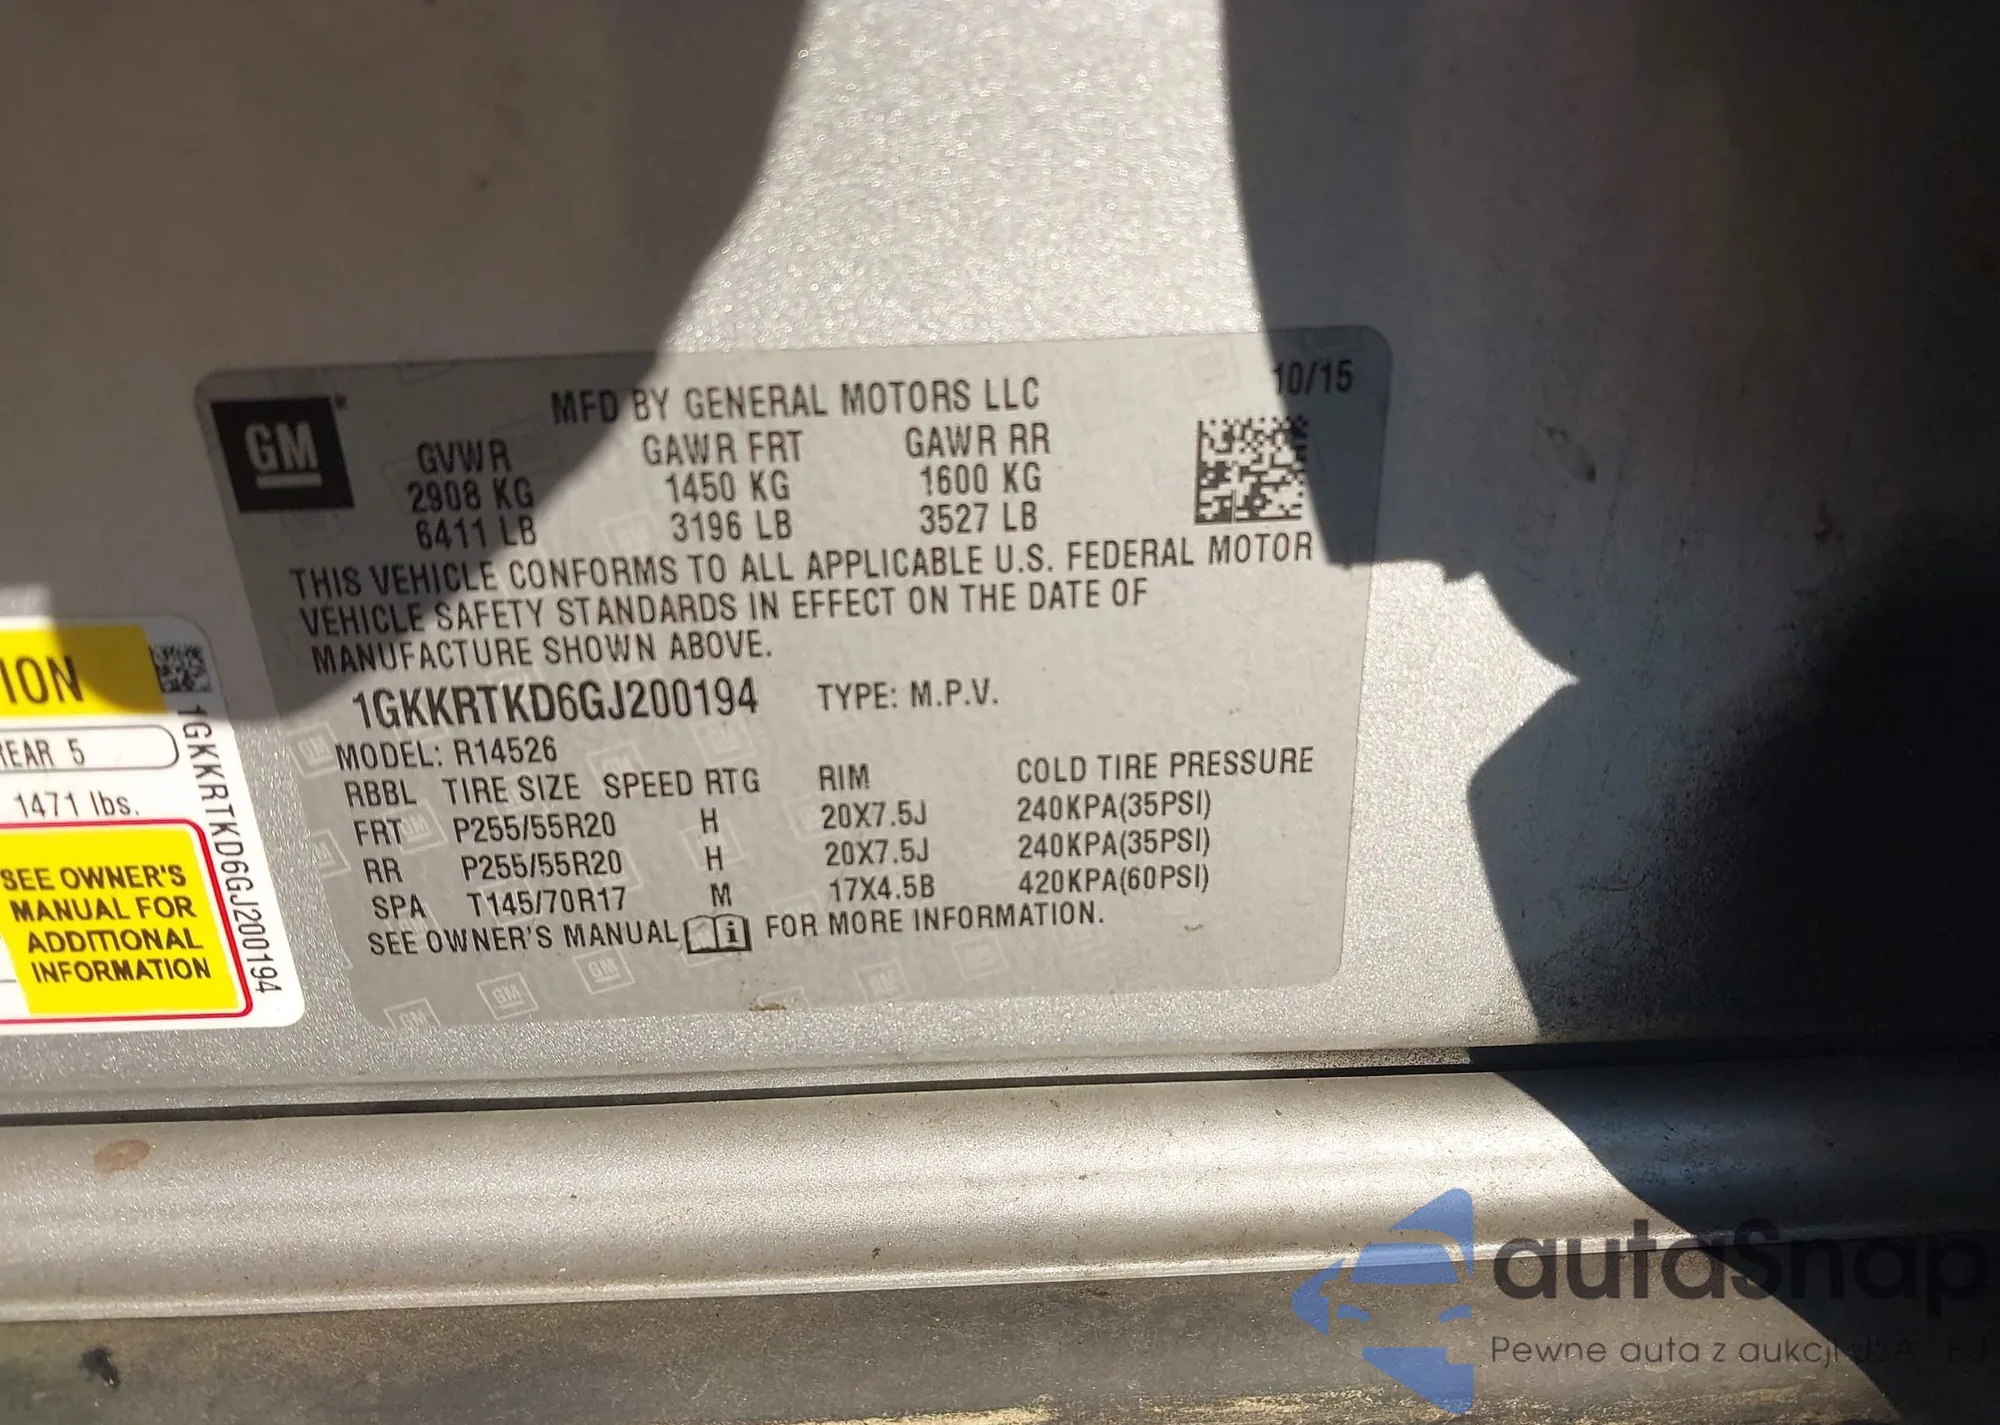 MFD BY GENERAL MOTORS LLC 10/15
GM
GVWR GAWR FRT GAWR RR
2908 KG 1450 KG 1600 KG
6411 LB 3196 LB 3527 LB
THIS VEHICLE CONFORMS TO ALL APPLICABLE U.S. FEDERAL MOTOR
VEHICLE SAFETY STANDARDS IN EFFECT ON THE DATE OF
MANUFACTURE SHOWN ABOVE.
1GKKRTKD6GJ200194 TYPE: M.P.V.
MODEL: R14526
RBBL TIRE SIZE SPEED RTG RIM COLD TIRE PRESSURE
FRT P255/55R20 H 20X7.5J 240KPA(35PSI)
RR P255/55R20 H 20X7.5J 240KPA(35PSI)
SPA T145/70R17 M 17X4.5B 420KPA(60PSI)
SEE OWNER'S MANUAL FOR MORE INFORMATION.
ION
REAR 5
1471 lbs.
SEE OWNER'S
MANUAL FOR
ADDITIONAL
INFORMATION
1GKKRTKD6GJ200194
autaSnap
Pewne auta z aukcji USA